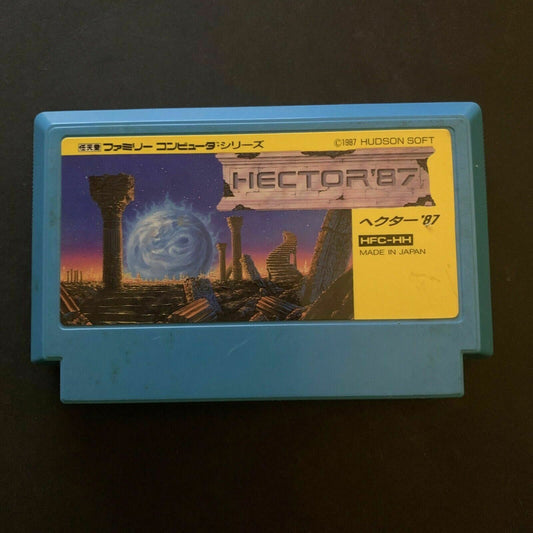 任天堂 ファミリー コンピュータ シリーズ
©1987 HUDSON SOFT
HECTOR'87
ヘクター'87
HFC-HH
MADE IN JAPAN